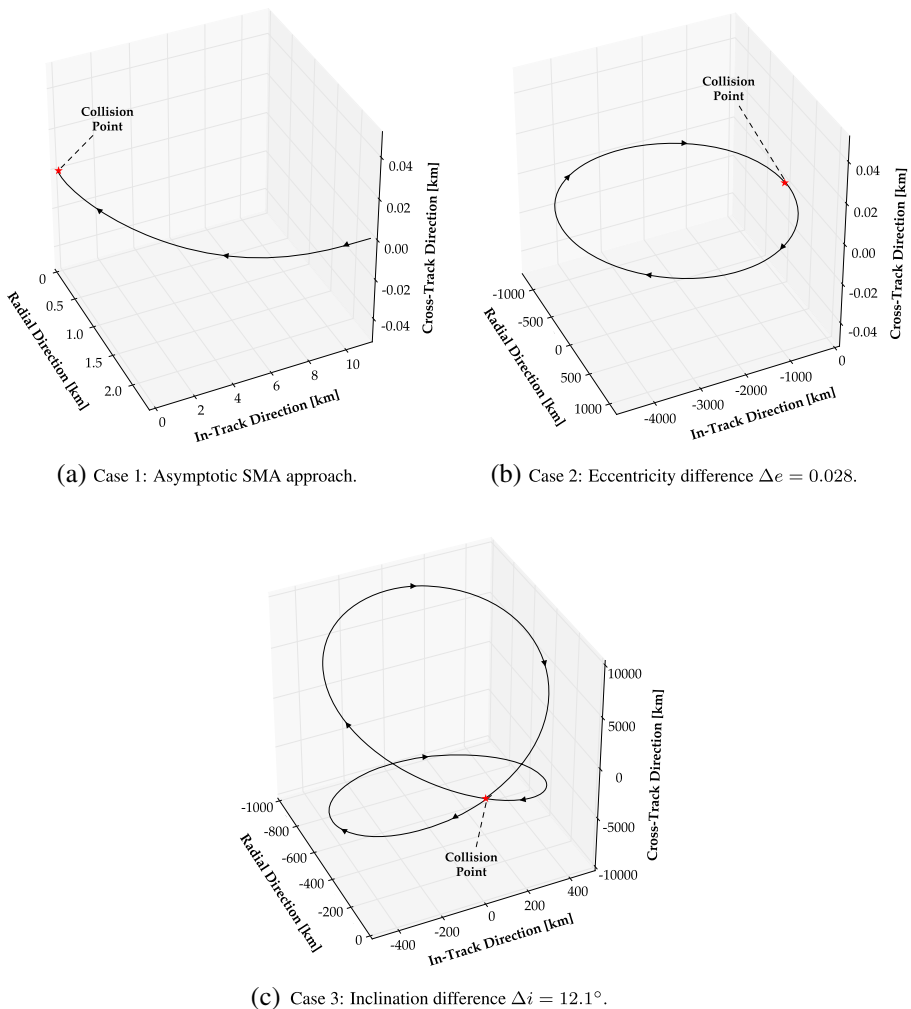 Collision
Point
0.04
0.02
0.00
-0.02
-0.04
Cross-Track Direction [km]
0
0.5
1.0
1.5
2.0
Radial Direction [km]
0
2
4
6
8
10
In-Track Direction [km]
(a) Case 1: Asymptotic SMA approach.
Collision
Point
0.04
0.02
0.00
-0.02
-0.04
Cross-Track Direction [km]
-1000
-500
0
500
1000
Radial Direction [km]
-4000
-3000
-2000
-1000
0
In-Track Direction [km]
(b) Case 2: Eccentricity difference Δe = 0.028.
10000
5000
0
-5000
-10000
Cross-Track Direction [km]
Collision
Point
-1000
-800
-600
-400
-200
0
Radial Direction [km]
-400
-200
0
200
400
In-Track Direction [km]
(c) Case 3: Inclination difference Δi = 12.1°.